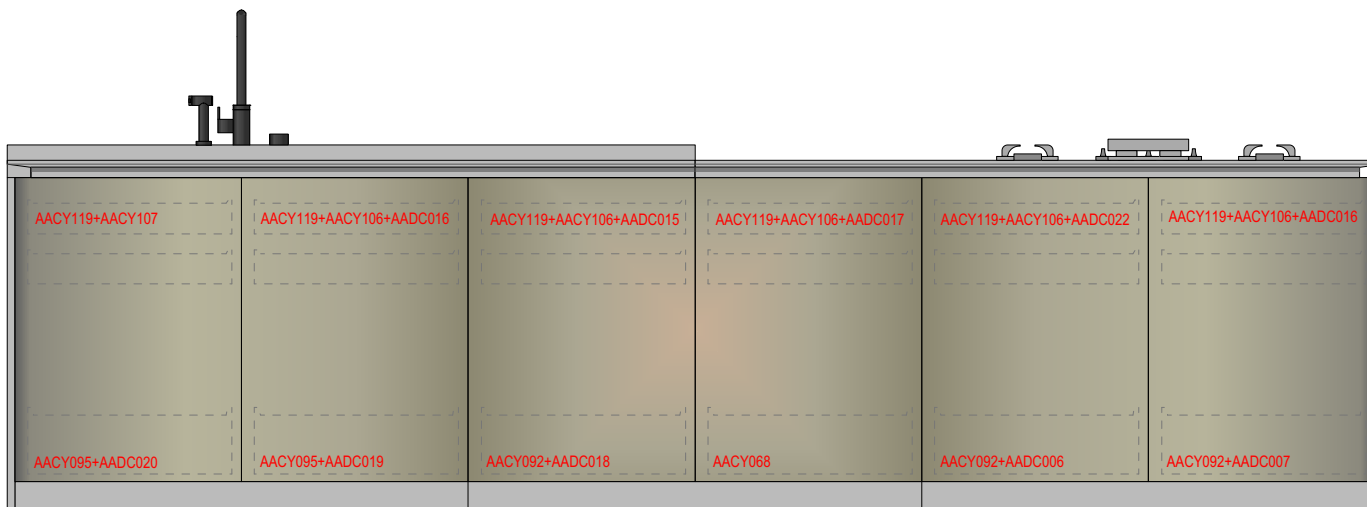 AACY119+AACY107
AACY119+AACY106+AADC016
AACY119+AACY106+AADC015
AACY119+AACY106+AADC017
AACY119+AACY106+AADC022
AACY119+AACY106+AADC016
AACY095+AADC020
AACY095+AADC019
AACY092+AADC018
AACY068
AACY092+AADC006
AACY092+AADC007